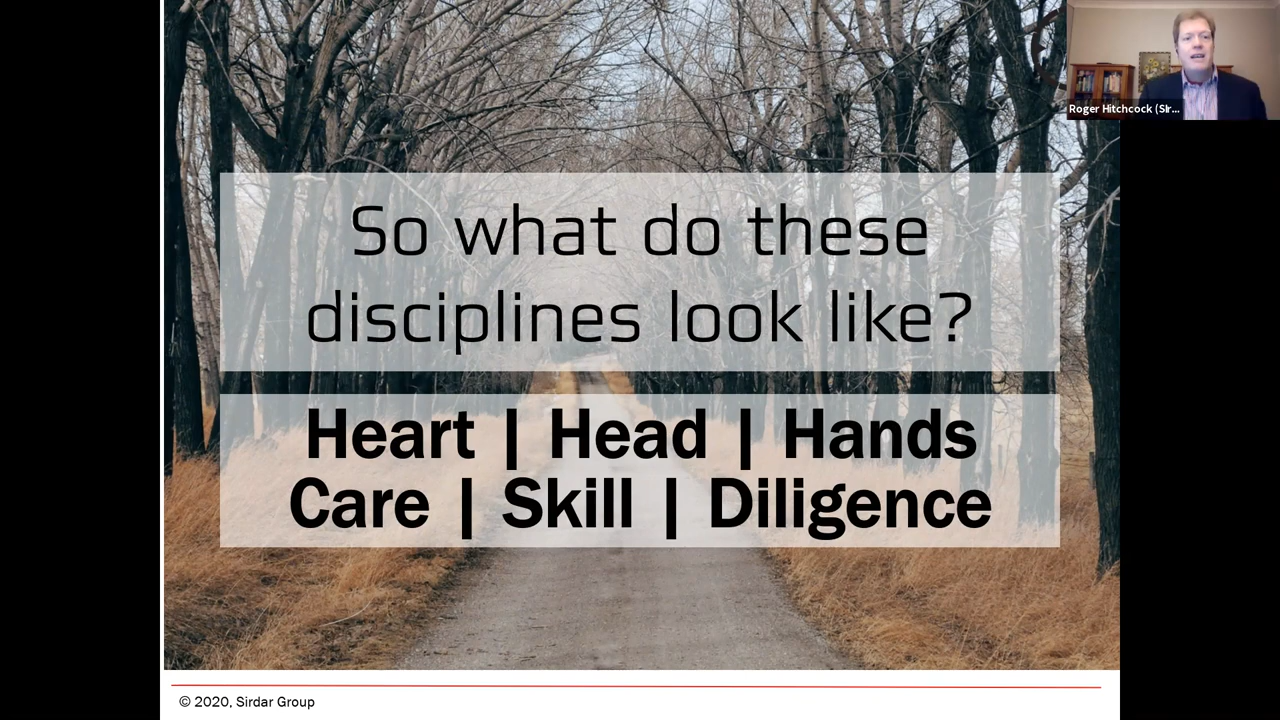 Roger Hitchcock (Sir...
So what do these
disciplines look like?
Heart | Head | Hands
Care | Skill | Diligence
© 2020, Sirdar Group